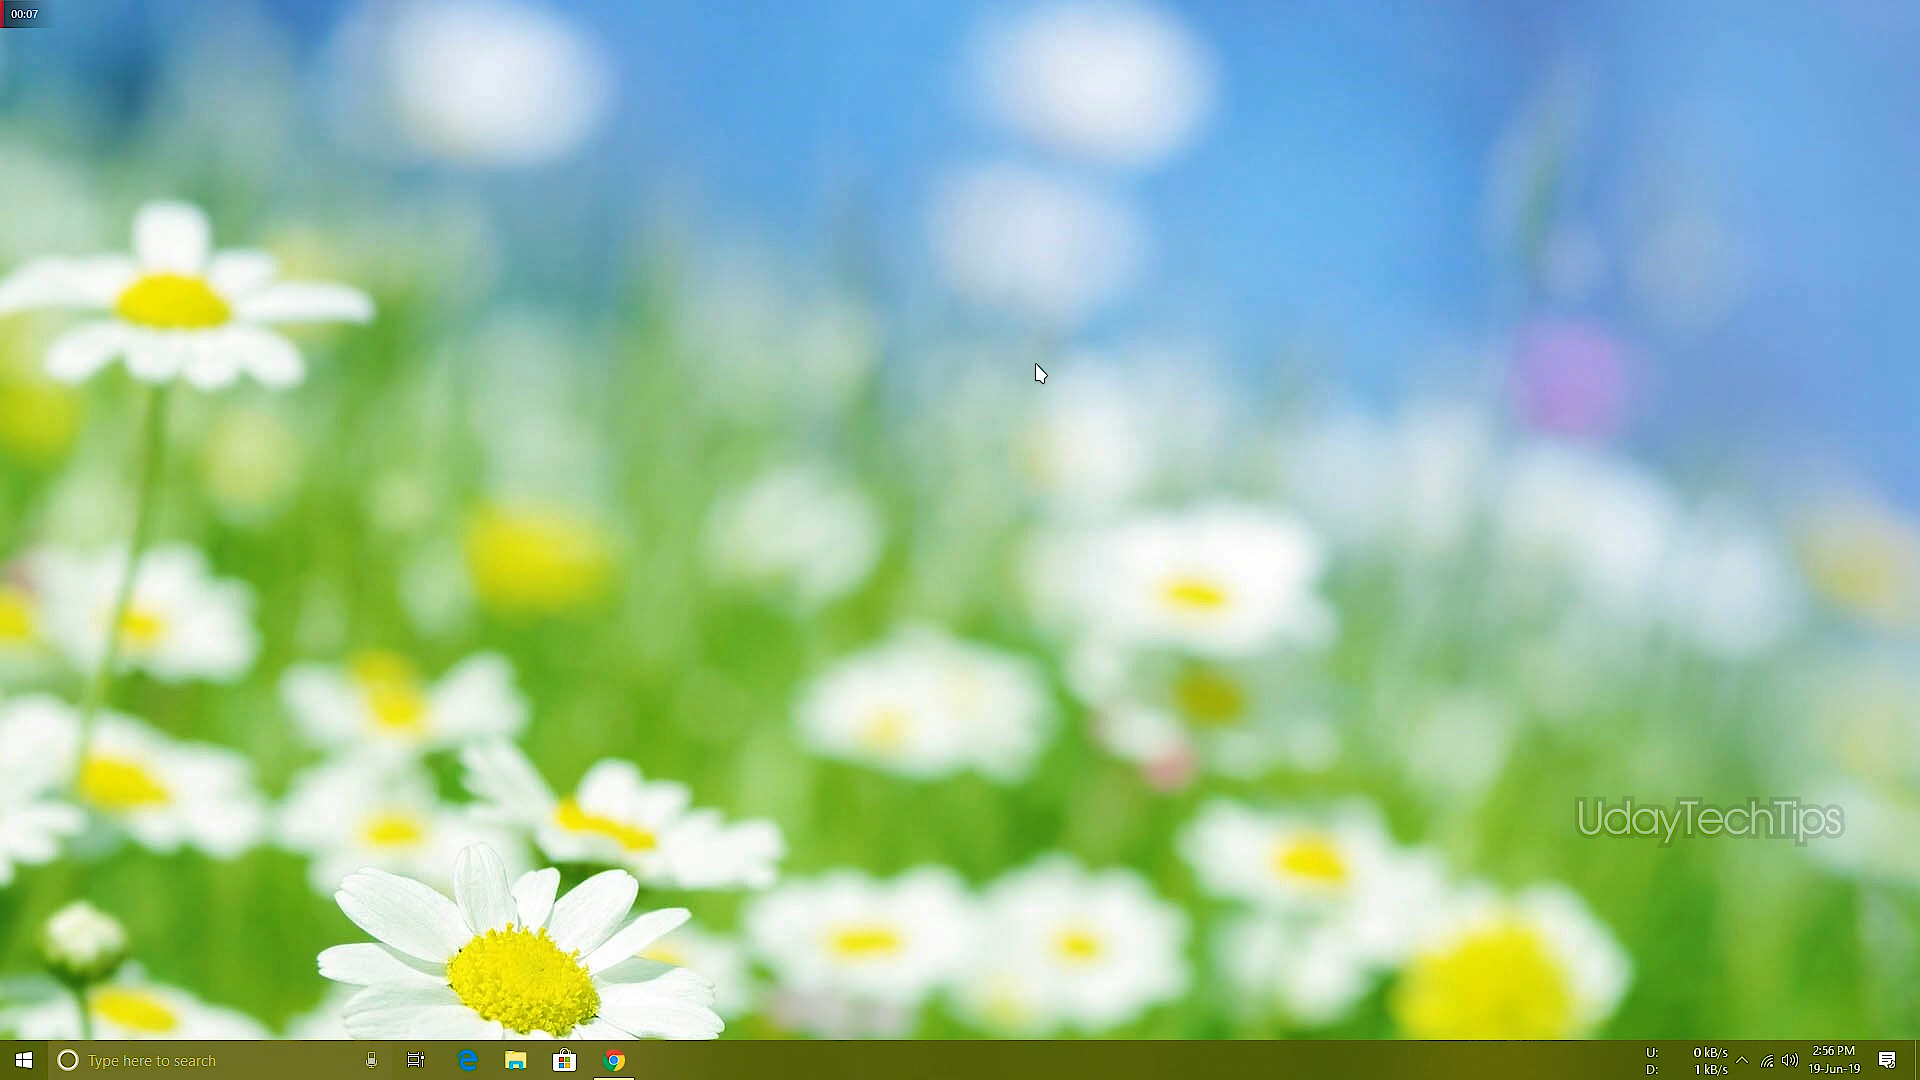 00:07
UdayTechTips
Type here to search
U: 0 kB/s
D: 1 kB/s
2:56 PM
19-Jun-19